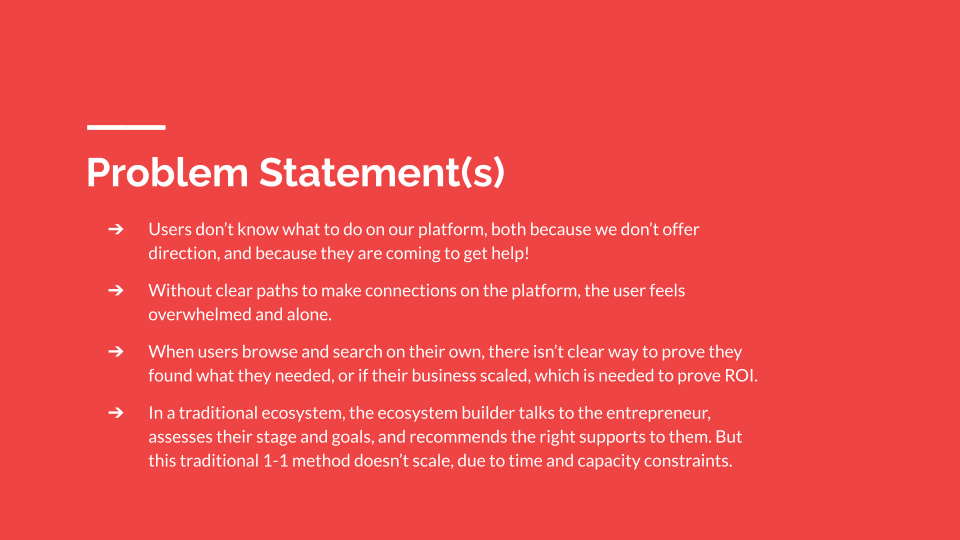 Problem Statement(s)
➔ Users don’t know what to do on our platform, both because we don’t offer
direction, and because they are coming to get help!
➔ Without clear paths to make connections on the platform, the user feels
overwhelmed and alone.
➔ When users browse and search on their own, there isn’t clear way to prove they
found what they needed, or if their business scaled, which is needed to prove ROI.
➔ In a traditional ecosystem, the ecosystem builder talks to the entrepreneur,
assesses their stage and goals, and recommends the right supports to them. But
this traditional 1-1 method doesn’t scale, due to time and capacity constraints.